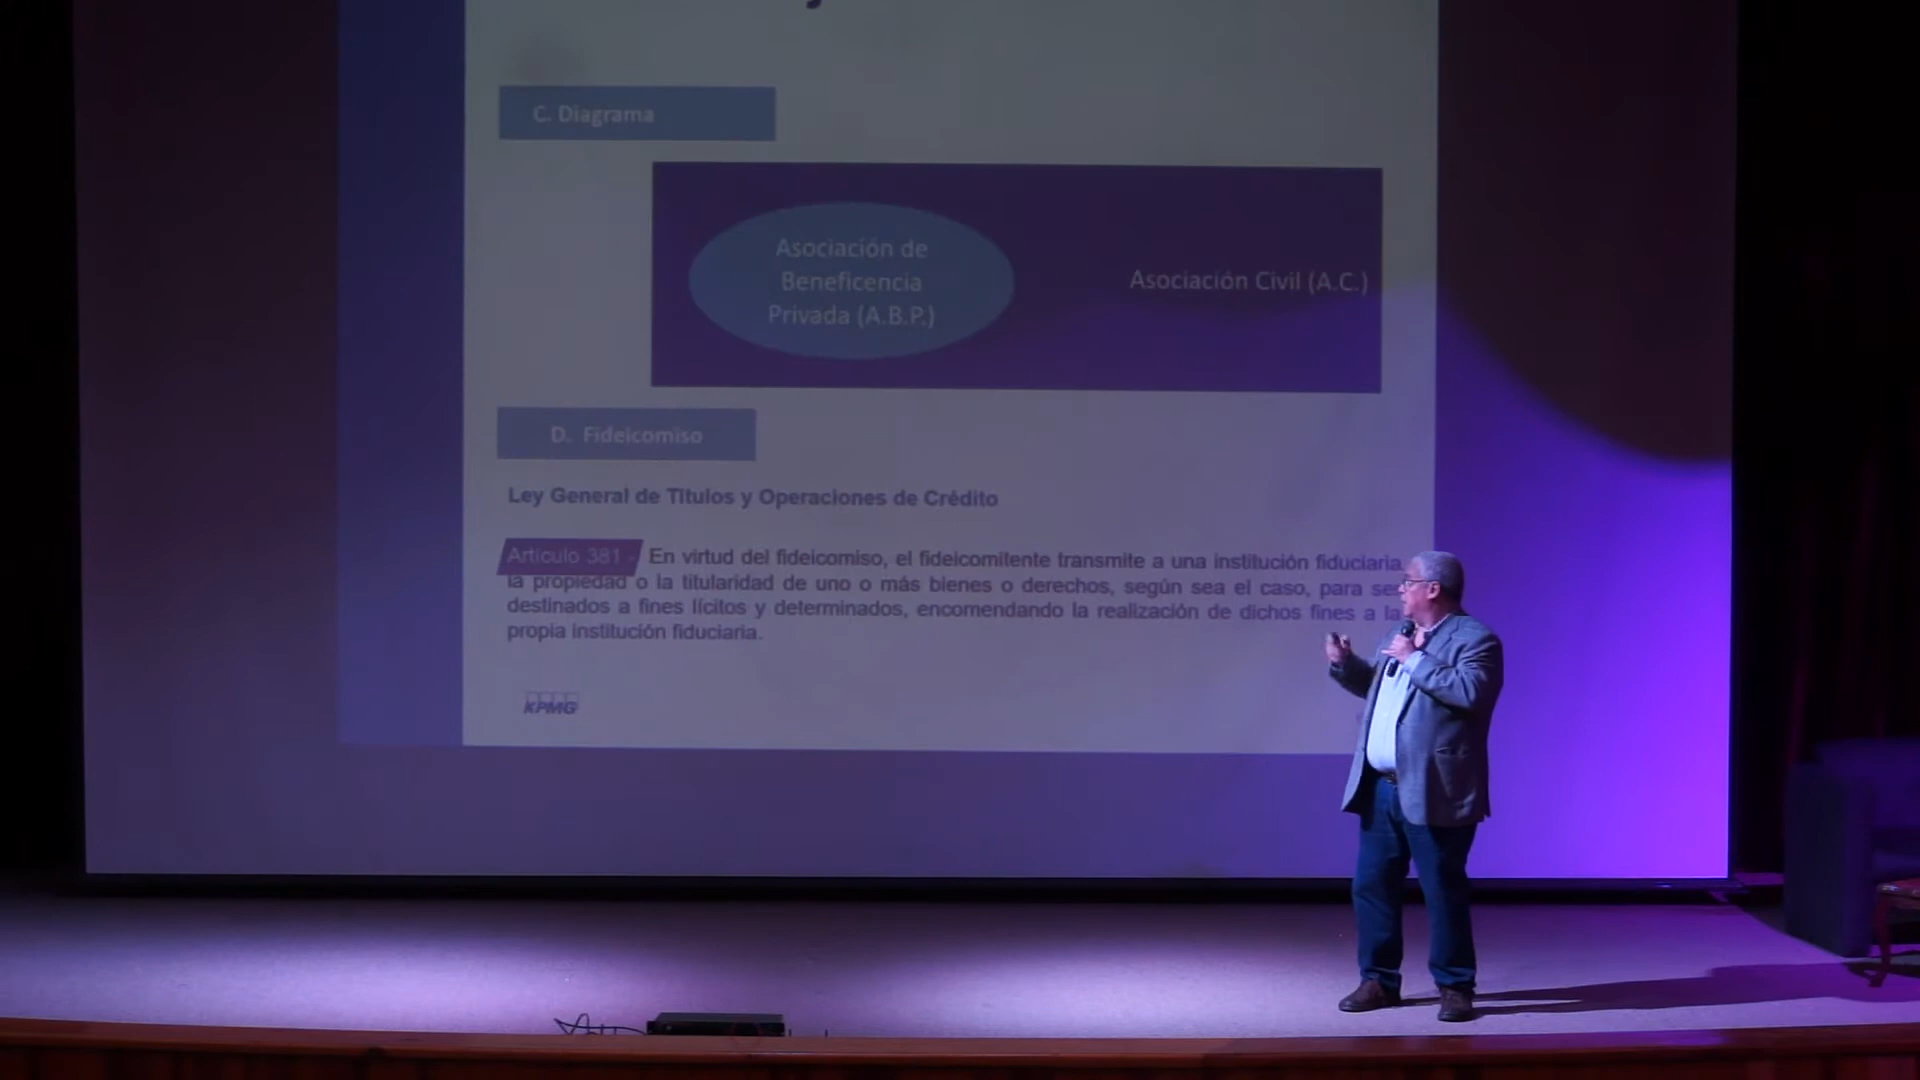 C. Diagrama
Asociación de
Beneficencia
Privada (A.B.P.)
Asociación Civil (A.C.)
D. Fideicomiso
Ley General de Títulos y Operaciones de Crédito
Artículo 381.- En virtud del fideicomiso, el fideicomitente transmite a una institución fiduciaria,
la propiedad o la titularidad de uno o más bienes o derechos, según sea el caso, para ser
destinados a fines lícitos y determinados, encomendando la realización de dichos fines a la
propia institución fiduciaria.
KPMG